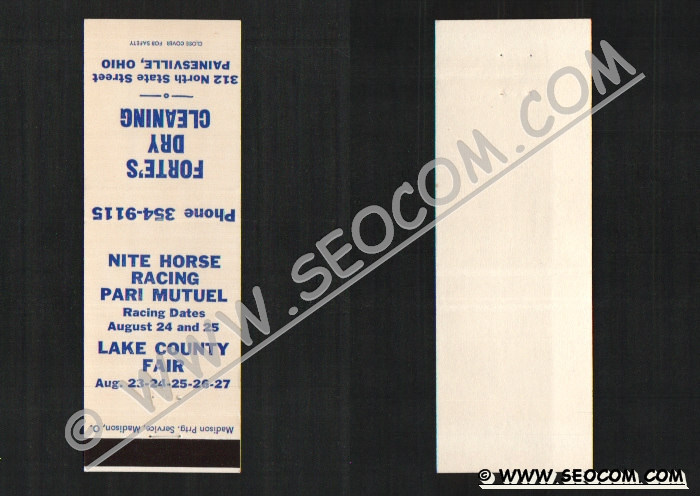 NITE HORSE
RACING
PARI MUTUEL
Racing Dates
August 24 and 25
LAKE COUNTY
FAIR
Aug. 23-24-25-26-27
Phone 354-9115
FORTE'S
DRY
CLEANING
312 North State Street
PAINESVILLE, OHIO
CLOSE COVER FOR SAFETY
Madison Prtg. Service, Madison, O.
© WWW.SEOCOM.COM
© WWW.SEOCOM.COM